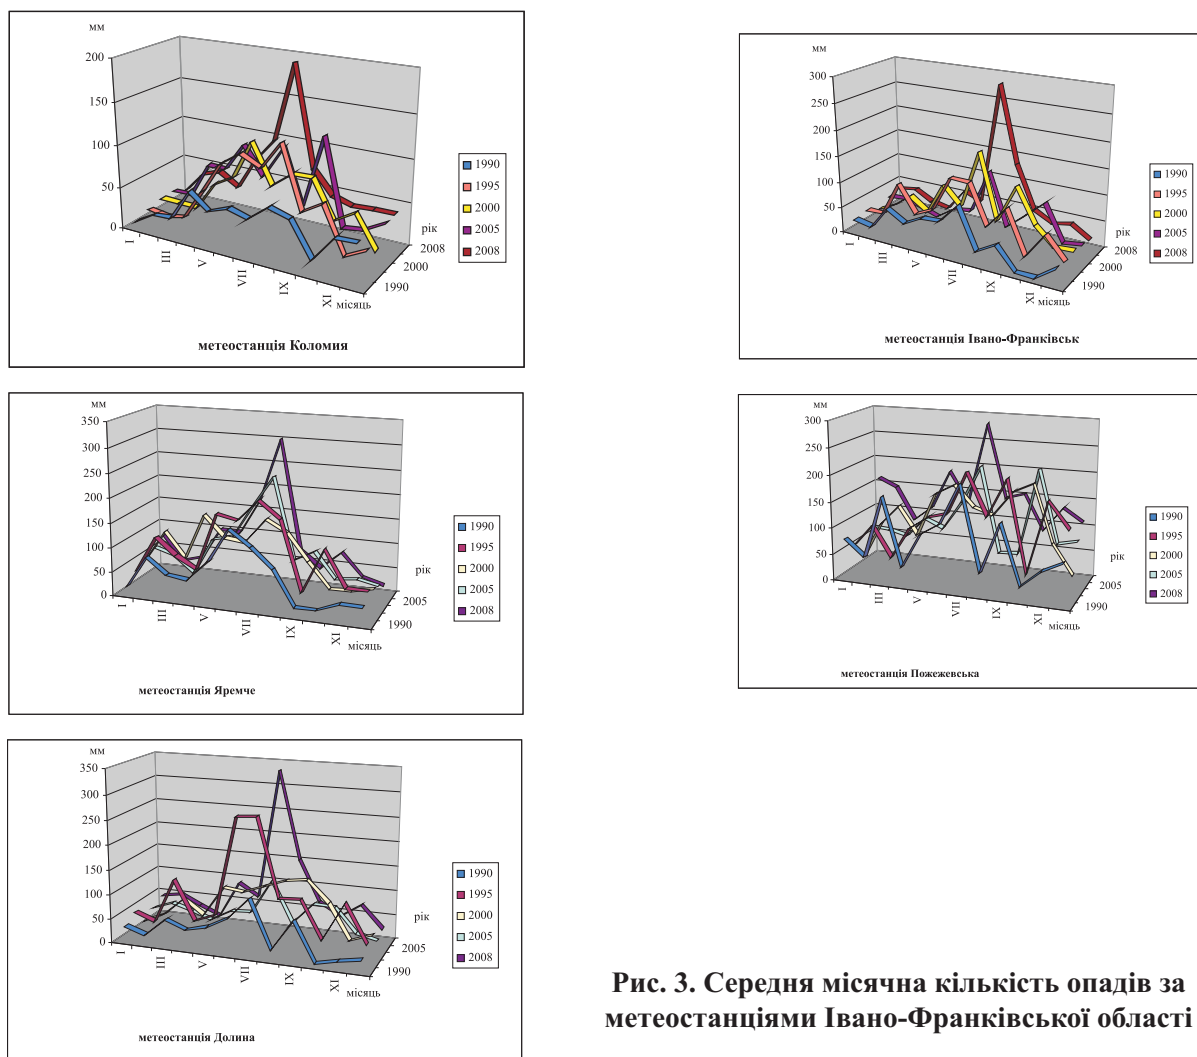 мм
200
150
100
50
0
I
III
V
VII
IX
XI
місяць
1990
2000
2008
рік
1990
1995
2000
2005
2008
метеостанція Коломия
мм
300
250
200
150
100
50
0
I
III
V
VII
IX
XI
місяць
1990
2000
2008
рік
1990
1995
2000
2005
2008
метеостанція Івано-Франківськ
мм
350
300
250
200
150
100
50
0
I
III
V
VII
IX
XI
місяць
1990
2005
рік
1990
1995
2000
2005
2008
метеостанція Яремче
мм
300
250
200
150
100
50
0
I
III
V
VII
IX
XI
місяць
1990
2005
рік
1990
1995
2000
2005
2008
метеостанція Пожежевська
мм
350
300
250
200
150
100
50
0
I
III
V
VII
IX
XI
місяць
1990
2005
рік
1990
1995
2000
2005
2008
метеостанція Долина
Рис. 3. Середня місячна кількість опадів за
метеостанціями Івано-Франківської області